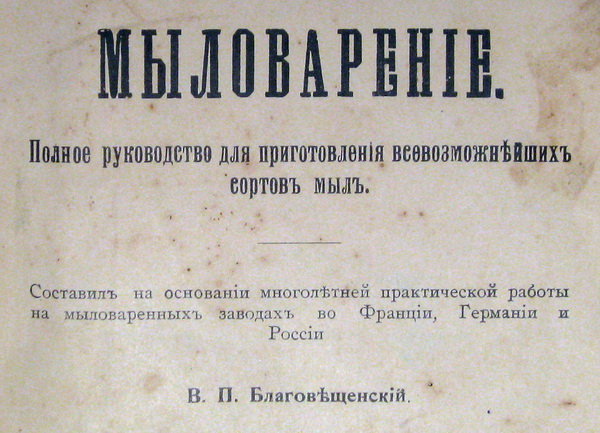 МЫЛОВАРЕНІЕ.
Полное руководство для приготовленія всевозможнѣйшихъ
сортовъ мылъ.
Составилъ на основаніи многолѣтней практической работы
на мыловаренныхъ заводахъ во Франціи, Германіи и
Россіи
В. П. Благовѣщенскій.